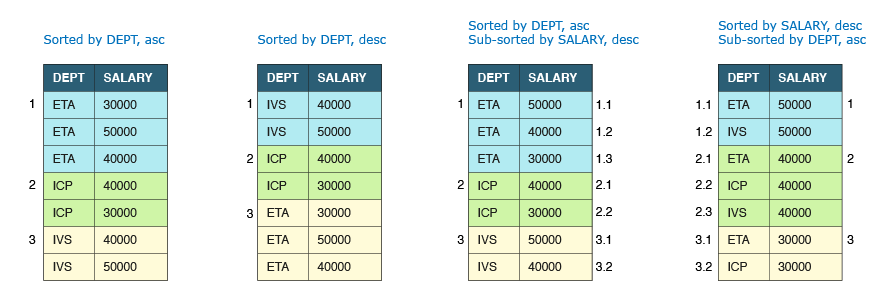 Sorted by DEPT, asc
DEPT SALARY
1 ETA 30000
ETA 50000
ETA 40000
2 ICP 40000
ICP 30000
3 IVS 40000
IVS 50000
Sorted by DEPT, desc
DEPT SALARY
1 IVS 40000
IVS 50000
2 ICP 40000
ICP 30000
3 ETA 30000
ETA 50000
ETA 40000
Sorted by DEPT, asc
Sub-sorted by SALARY, desc
DEPT SALARY
1 ETA 50000 1.1
ETA 40000 1.2
ETA 30000 1.3
2 ICP 40000 2.1
ICP 30000 2.2
3 IVS 50000 3.1
IVS 40000 3.2
Sorted by SALARY, desc
Sub-sorted by DEPT, asc
DEPT SALARY
1.1 ETA 50000 1
1.2 IVS 50000
2.1 ETA 40000 2
2.2 ICP 40000
2.3 IVS 40000
3.1 ETA 30000 3
3.2 ICP 30000